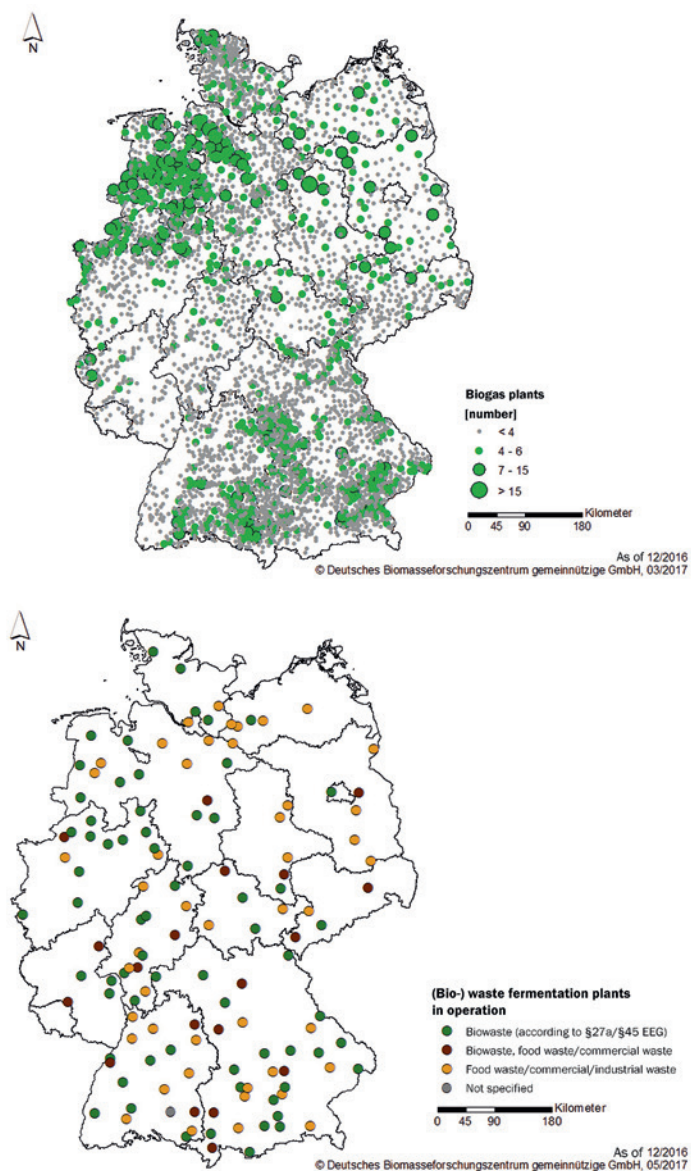 N
Biogas plants
[number]
< 4
4 - 6
7 - 15
> 15
Kilometer
0 45 90 180
As of 12/2016
© Deutsches Biomasseforschungszentrum gemeinnützige GmbH, 03/2017
N
(Bio-) waste fermentation plants
in operation
Biowaste (according to §27a/§45 EEG)
Biowaste, food waste/commercial waste
Food waste/commercial/industrial waste
Not specified
Kilometer
0 45 90 180
As of 12/2016
© Deutsches Biomasseforschungszentrum gemeinnützige GmbH, 05/2017